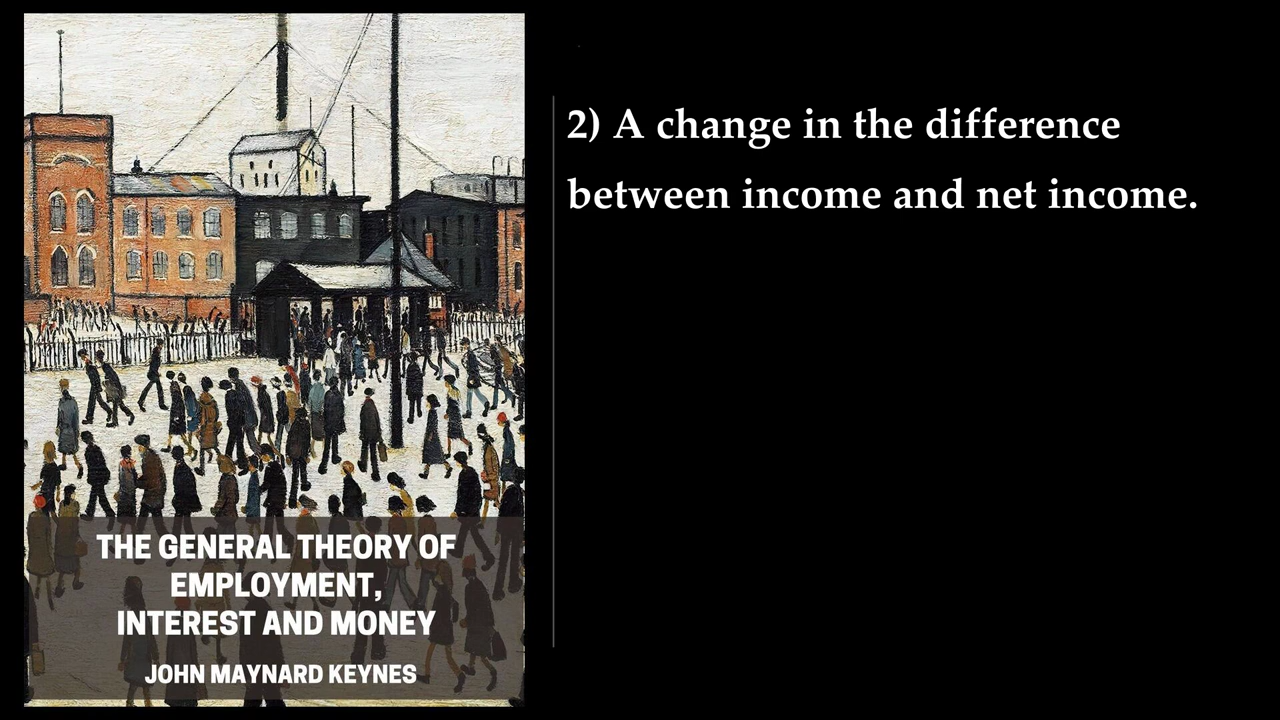 2) A change in the difference
between income and net income.
THE GENERAL THEORY OF
EMPLOYMENT,
INTEREST AND MONEY
JOHN MAYNARD KEYNES